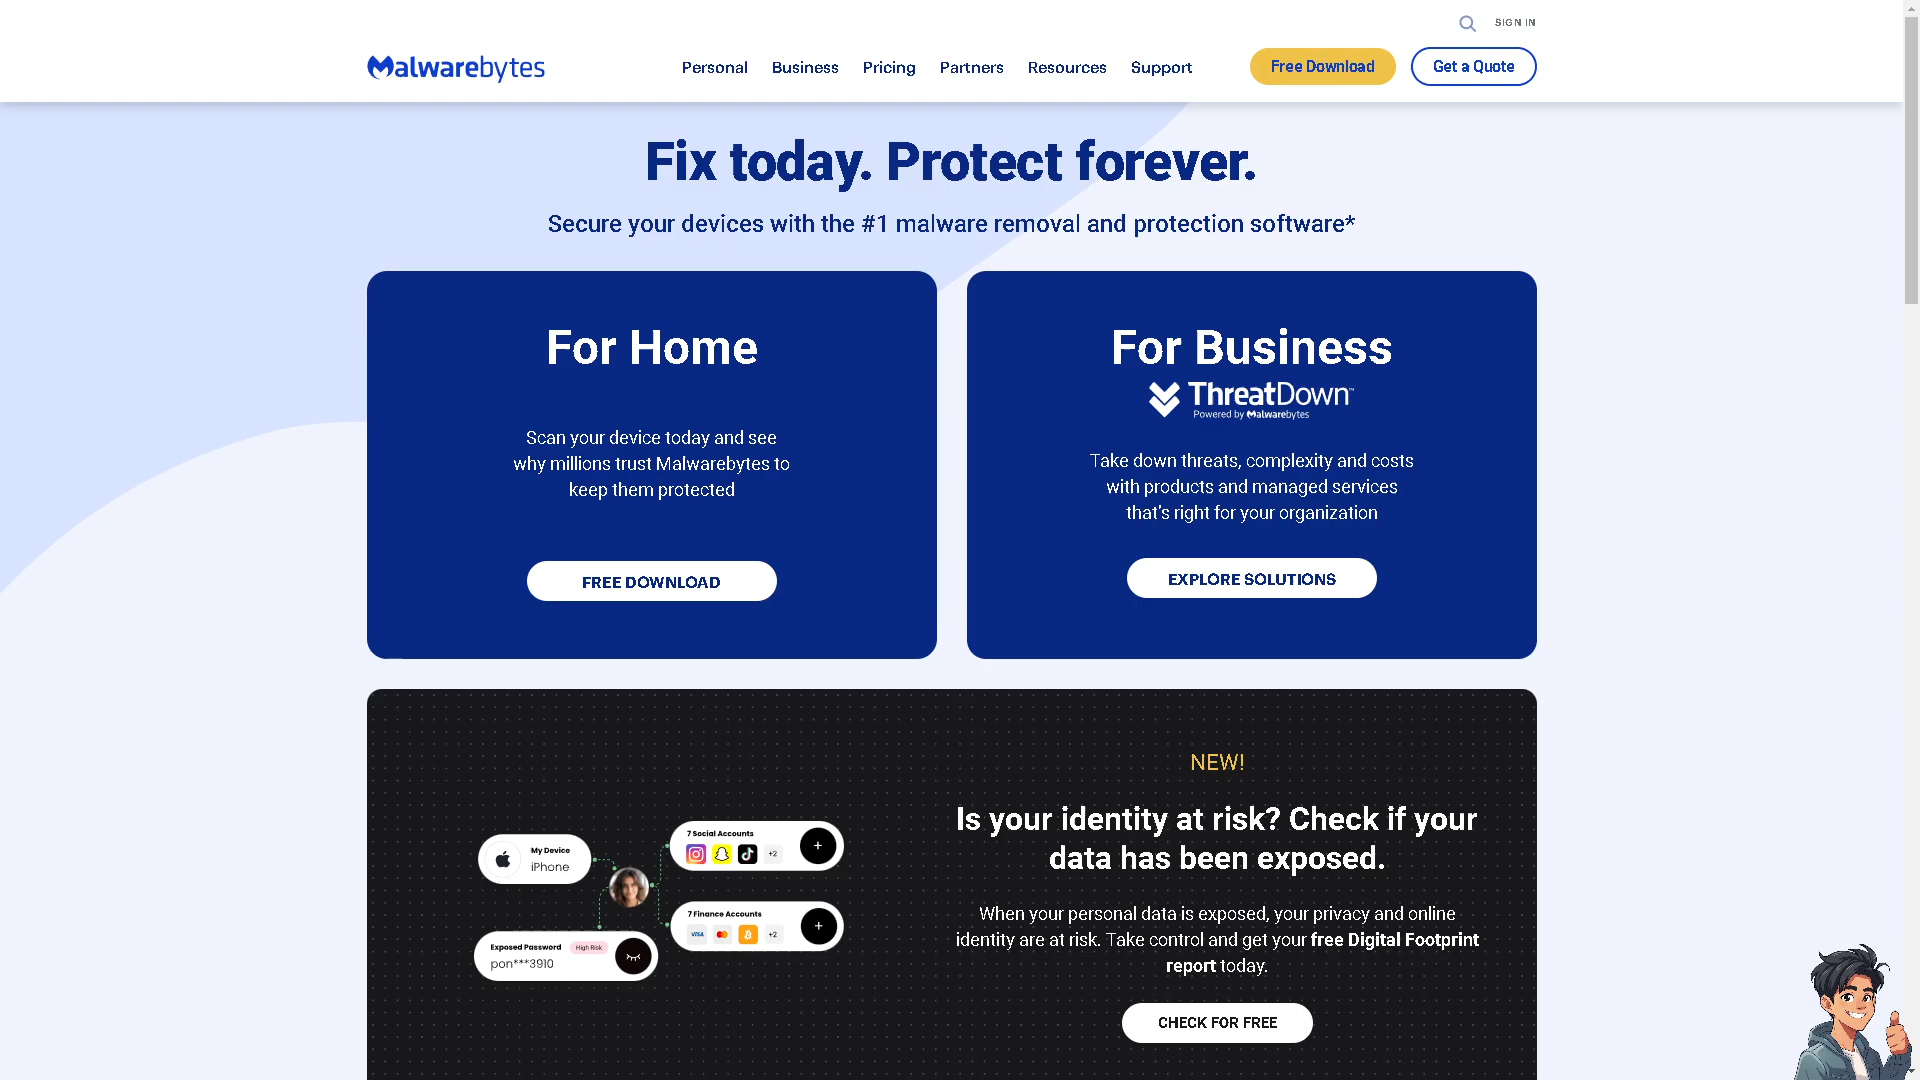 SIGN IN
Malwarebytes
Personal
Business
Pricing
Partners
Resources
Support
Free Download
Get a Quote
Fix today. Protect forever.
Secure your devices with the #1 malware removal and protection software*
For Home
Scan your device today and see
why millions trust Malwarebytes to
keep them protected
FREE DOWNLOAD
For Business
ThreatDown™
Powered by Malwarebytes
Take down threats, complexity and costs
with products and managed services
that's right for your organization
EXPLORE SOLUTIONS
My Device
iPhone
7 Social Accounts
+2
+
7 Finance Accounts
VISA
+2
+
Exposed Password
High Risk
pon***3910
NEW!
Is your identity at risk? Check if your
data has been exposed.
When your personal data is exposed, your privacy and online
identity are at risk. Take control and get your free Digital Footprint
report today.
CHECK FOR FREE